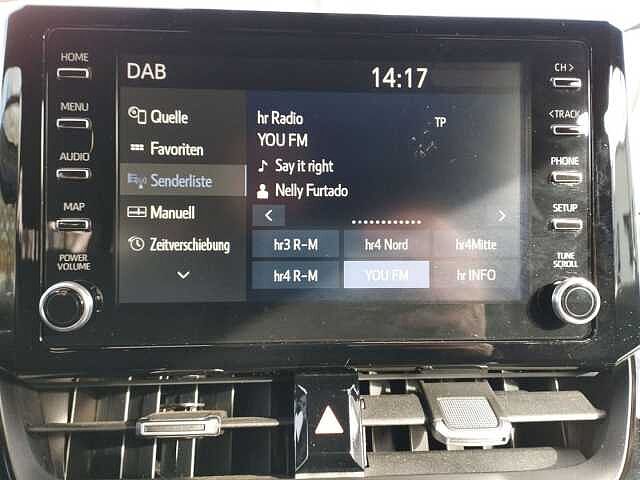 HOME
MENU
AUDIO
MAP
POWER
VOLUME
DAB
14:17
Quelle
Favoriten
Senderliste
Manuell
Zeitverschiebung
hr Radio
TP
YOU FM
Say it right
Nelly Furtado
hr3 R-M hr4 Nord hr4Mitte
hr4 R-M YOU FM hr INFO
CH >
< TRACK
PHONE
SETUP
TUNE
SCROLL